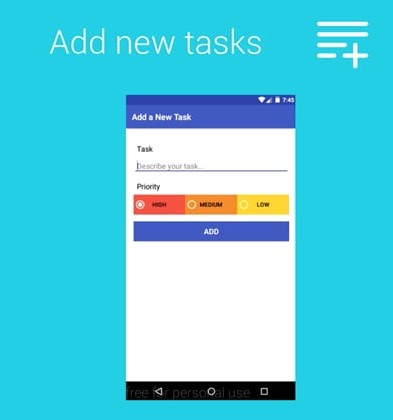 Add new tasks
7:45
Add a New Task
Task
Describe your task...
Priority
HIGH MEDIUM LOW
ADD
free for personal use